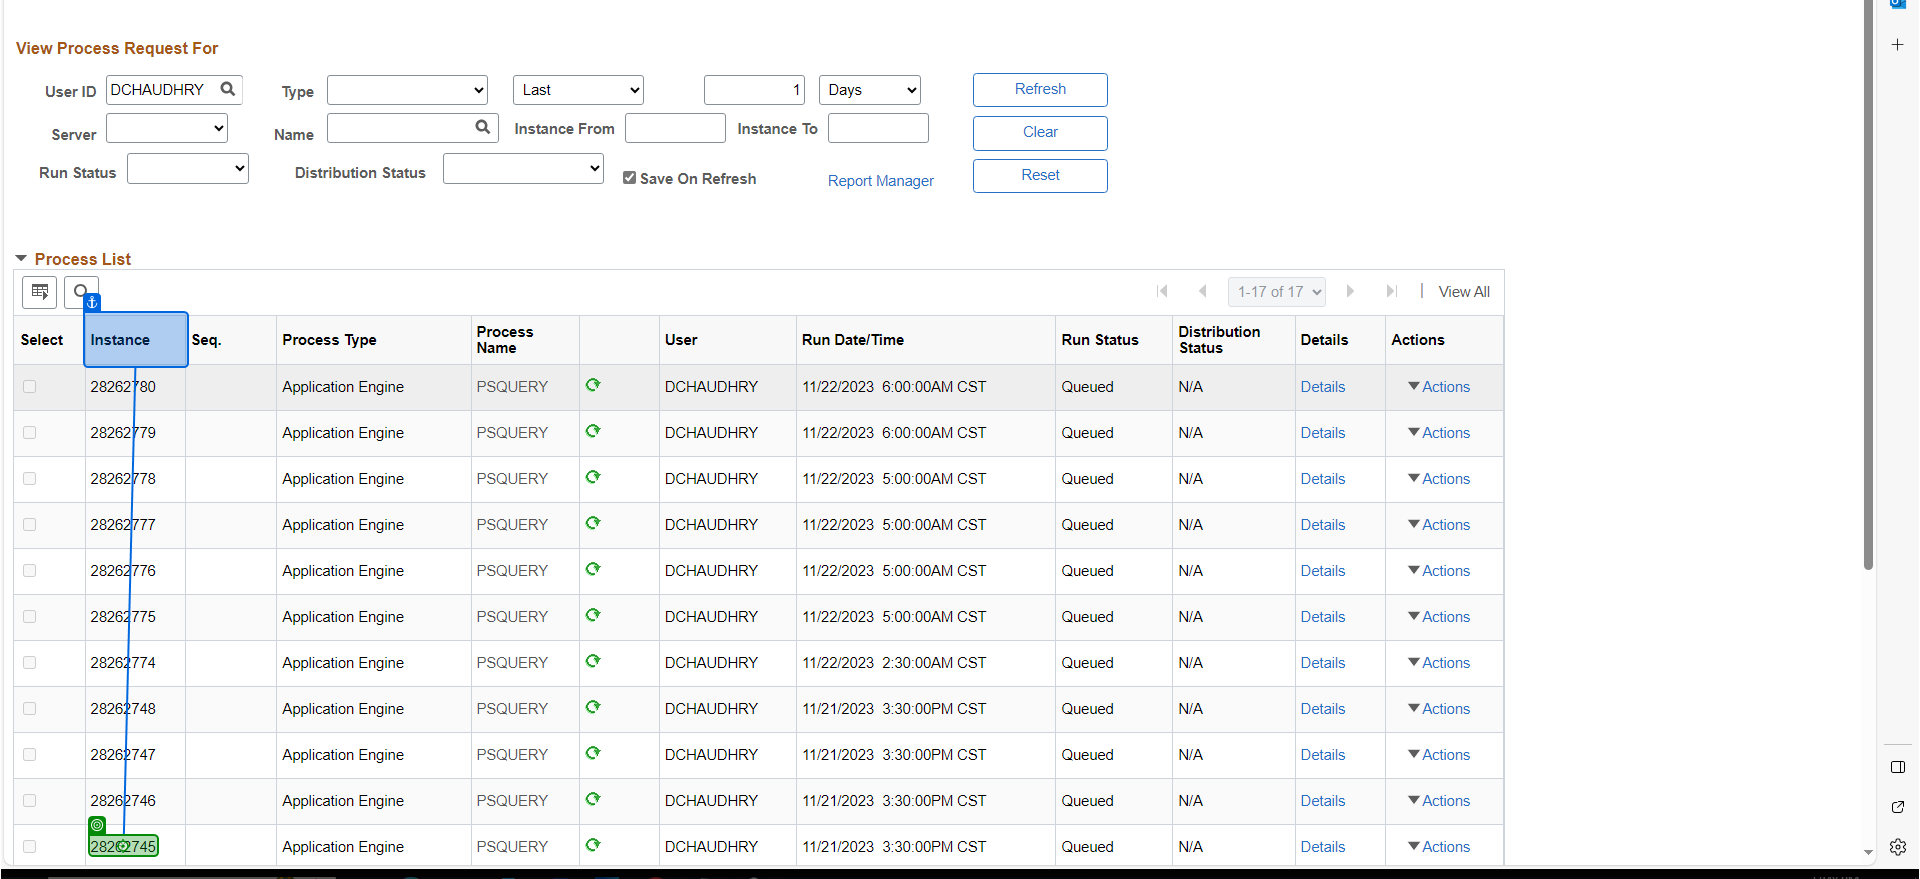 View Process Request For
User ID DCHAUDHRY Type Last 1 Days Refresh
Server Name Instance From Instance To Clear
Run Status Distribution Status Save On Refresh Report Manager Reset
Process List
1-17 of 17 View All
Select Instance Seq. Process Type Process Name User Run Date/Time Run Status Distribution Status Details Actions
28262780 Application Engine PSQUERY DCHAUDHRY 11/22/2023 6:00:00AM CST Queued N/A Details Actions
28262779 Application Engine PSQUERY DCHAUDHRY 11/22/2023 6:00:00AM CST Queued N/A Details Actions
28262778 Application Engine PSQUERY DCHAUDHRY 11/22/2023 5:00:00AM CST Queued N/A Details Actions
28262777 Application Engine PSQUERY DCHAUDHRY 11/22/2023 5:00:00AM CST Queued N/A Details Actions
28262776 Application Engine PSQUERY DCHAUDHRY 11/22/2023 5:00:00AM CST Queued N/A Details Actions
28262775 Application Engine PSQUERY DCHAUDHRY 11/22/2023 5:00:00AM CST Queued N/A Details Actions
28262774 Application Engine PSQUERY DCHAUDHRY 11/22/2023 2:30:00AM CST Queued N/A Details Actions
28262748 Application Engine PSQUERY DCHAUDHRY 11/21/2023 3:30:00PM CST Queued N/A Details Actions
28262747 Application Engine PSQUERY DCHAUDHRY 11/21/2023 3:30:00PM CST Queued N/A Details Actions
28262746 Application Engine PSQUERY DCHAUDHRY 11/21/2023 3:30:00PM CST Queued N/A Details Actions
28262745 Application Engine PSQUERY DCHAUDHRY 11/21/2023 3:30:00PM CST Queued N/A Details Actions